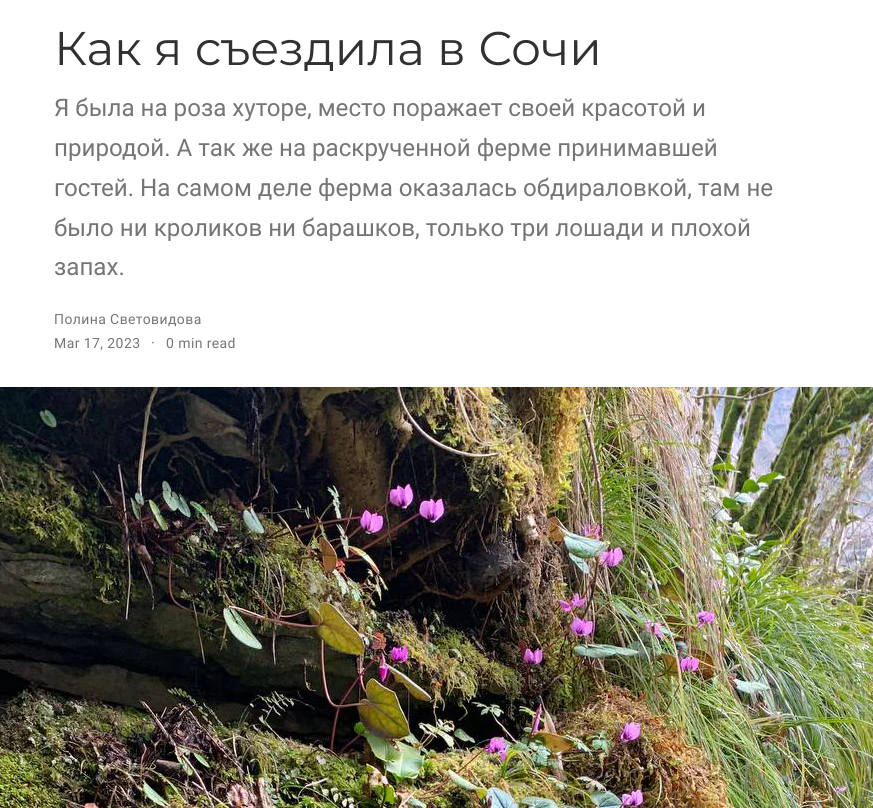 Как я съездила в Сочи
Я была на роза хуторе, место поражает своей красотой и
природой. А так же на раскрученной ферме принимавшей
гостей. На самом деле ферма оказалась обдираловкой, там не
было ни кроликов ни барашков, только три лошади и плохой
запах.
Полина Световидова
Mar 17, 2023 · 0 min read